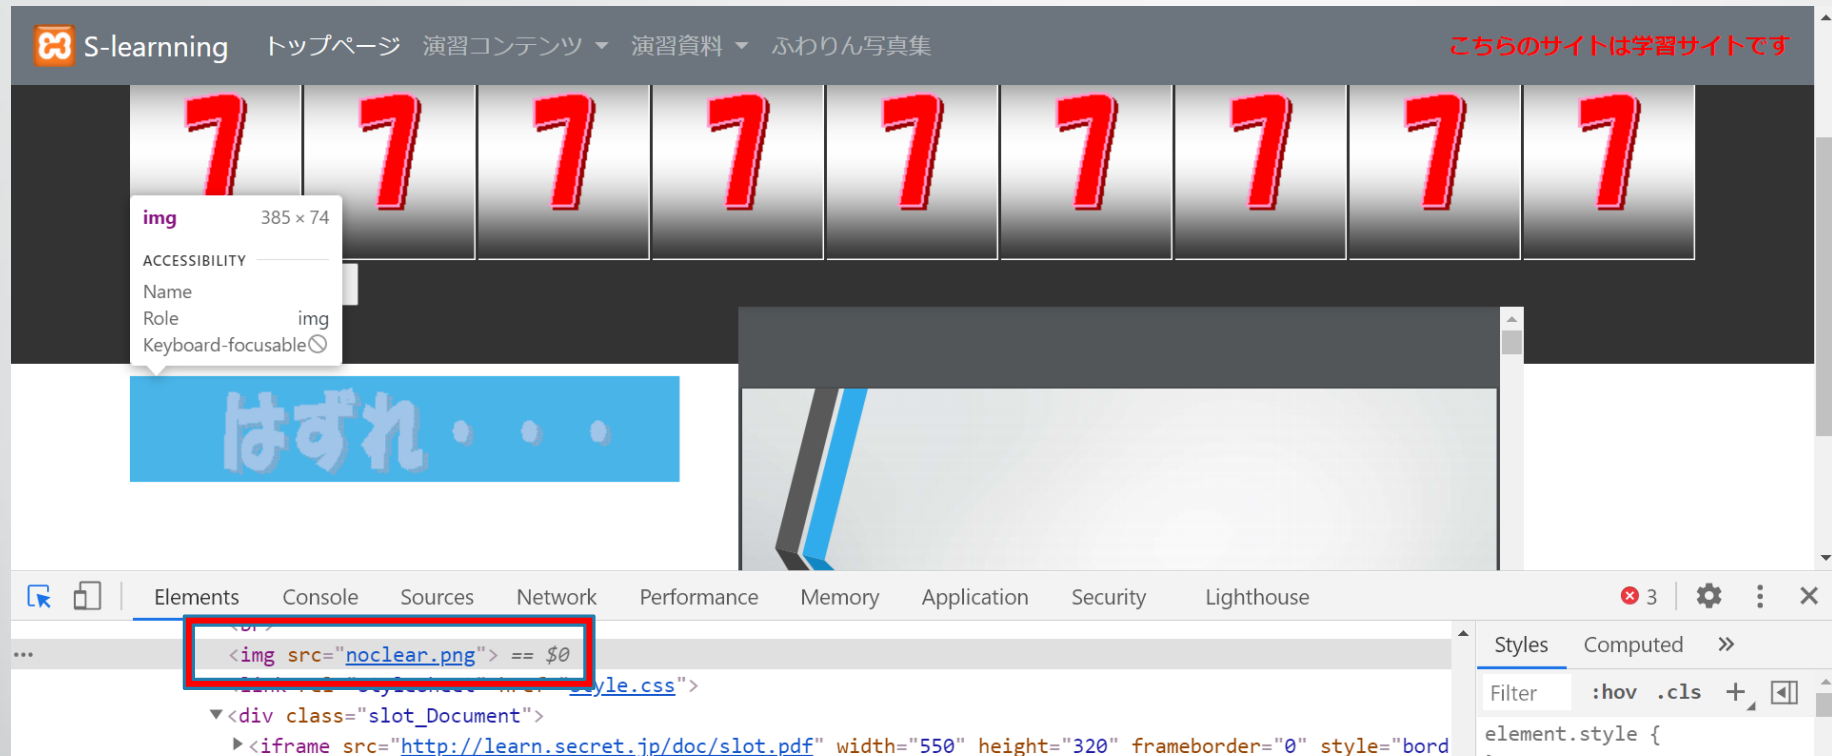 S-learnning トップページ 演習コンテンツ 演習資料 ふわりん写真集 こちらのサイトは学習サイトです
7 7 7 7 7 7 7 7 7
img 385 × 74
ACCESSIBILITY
Name
Role img
Keyboard-focusable
はずれ・・・
Elements Console Sources Network Performance Memory Application Security Lighthouse 3
<br>
<img src="noclear.png"> == $0
<link rel="stylesheet" href="style.css">
<div class="slot_Document">
<iframe src="http://learn.secret.jp/doc/slot.pdf" width="550" height="320" frameborder="0" style="bord
Styles Computed
Filter :hov .cls
element.style {